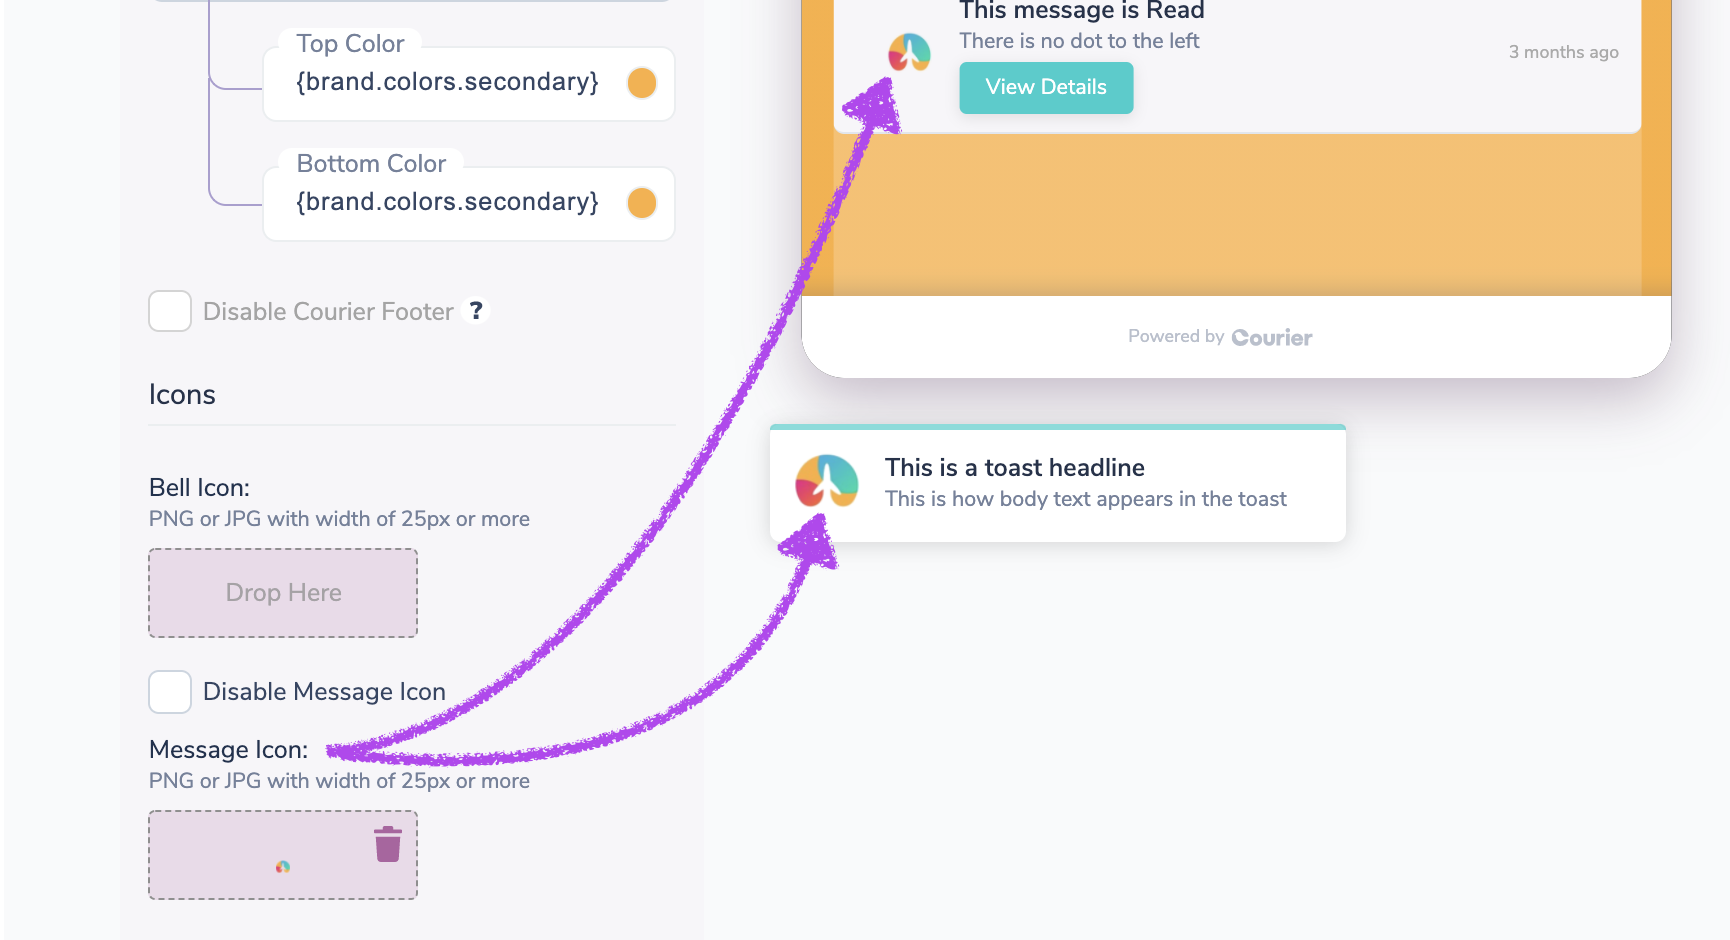 Top Color
{brand.colors.secondary}
Bottom Color
{brand.colors.secondary}
Disable Courier Footer ?
Icons
Bell Icon:
PNG or JPG with width of 25px or more
Drop Here
Disable Message Icon
Message Icon:
PNG or JPG with width of 25px or more
This message is Read
There is no dot to the left
3 months ago
View Details
Powered by Courier
This is a toast headline
This is how body text appears in the toast